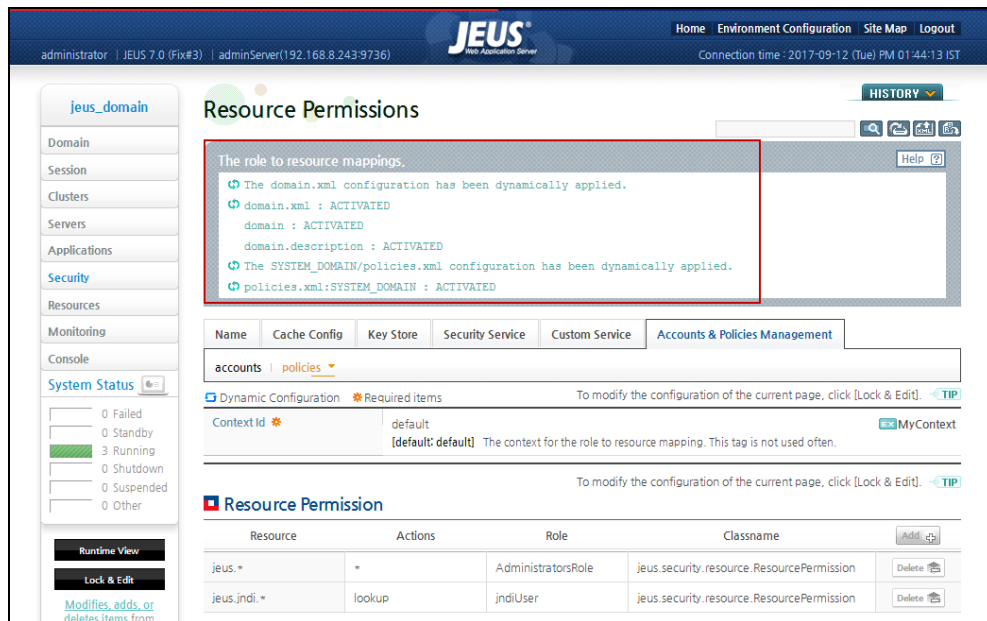 JEUS®
Web Application Server
Home Environment Configuration Site Map Logout
administrator | JEUS 7.0 (Fix#3) | adminServer(192.168.8.243:9736)
Connection time : 2017-09-12 (Tue) PM 01:44:13 IST
HISTORY
jeus_domain
Domain
Session
Clusters
Servers
Applications
Security
Resources
Monitoring
Console
System Status
0 Failed
0 Standby
3 Running
0 Shutdown
0 Suspended
0 Other
Runtime View
Lock & Edit
Modifies, adds, or
deletes items from
Resource Permissions
The role to resource mappings,
Help ?
The domain.xml configuration has been dynamically applied.
domain.xml : ACTIVATED
domain : ACTIVATED
domain.description : ACTIVATED
The SYSTEM_DOMAIN/policies.xml configuration has been dynamically applied.
policies.xml:SYSTEM_DOMAIN : ACTIVATED
Name Cache Config Key Store Security Service Custom Service Accounts & Policies Management
accounts | policies
Dynamic Configuration Required items
To modify the configuration of the current page, click [Lock & Edit]. TIP
Context Id default EX MyContext
[default: default] The context for the role to resource mapping. This tag is not used often.
To modify the configuration of the current page, click [Lock & Edit]. TIP
Resource Permission
Resource Actions Role Classname Add
jeus.* * AdministratorsRole jeus.security.resource.ResourcePermission Delete
jeus.jndi.* lookup jndiUser jeus.security.resource.ResourcePermission Delete